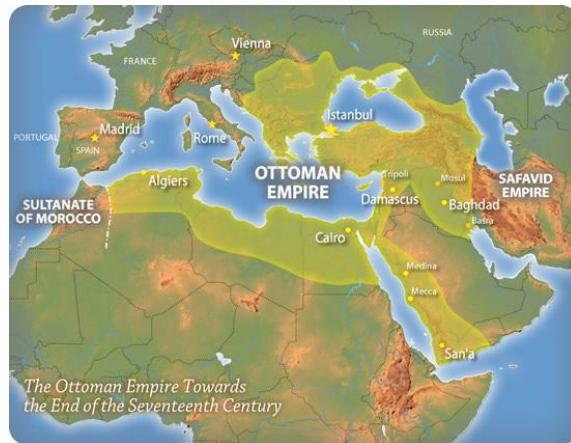 Vienna
RUSSIA
FRANCE
Istanbul
PORTUGAL
Madrid
SPAIN
Rome
OTTOMAN
EMPIRE
SAFAVID
EMPIRE
Algiers
Tripoli
Mosul
Damascus
Baghdad
SULTANATE
OF MOROCCO
Basra
Cairo
Medina
Mecca
San'a
The Ottoman Empire Towards
the End of the Seventeenth Century